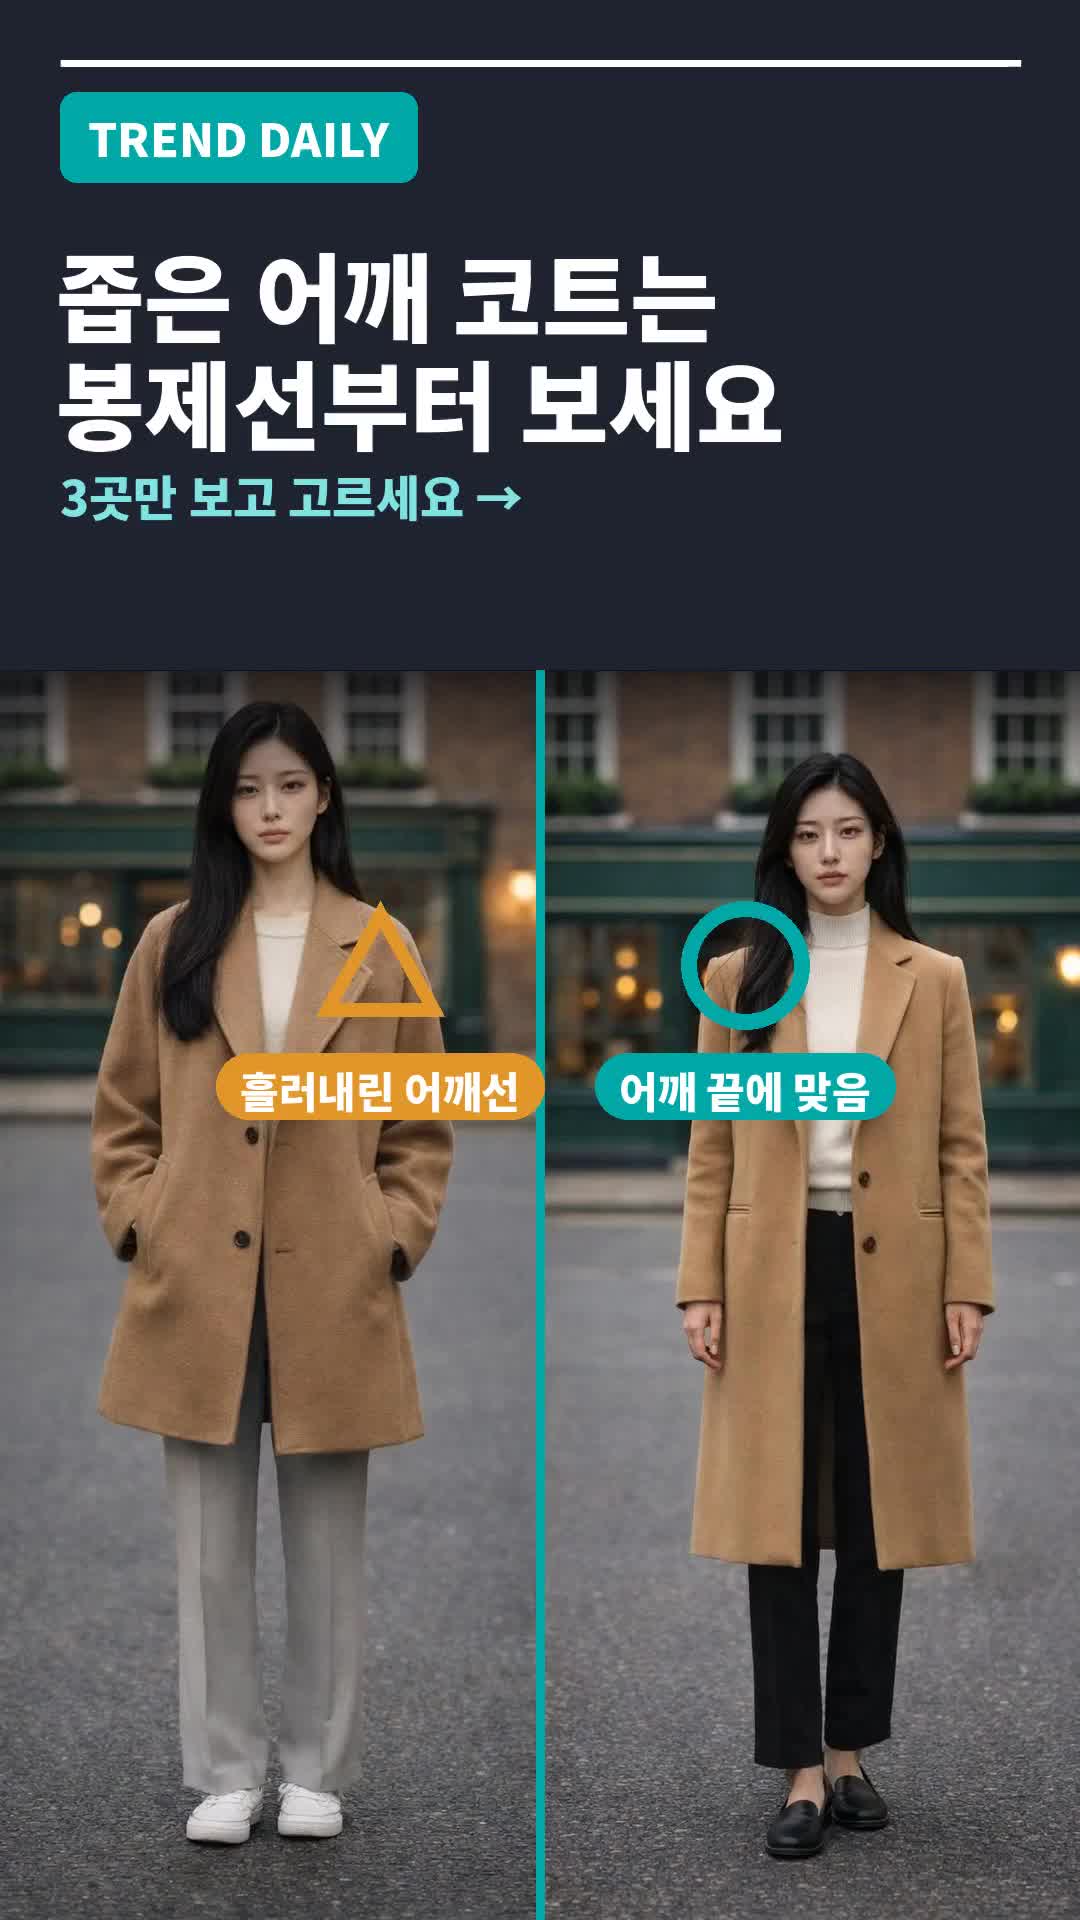 TREND DAILY
좁은 어깨 코트는
봉제선부터 보세요
3곳만 보고 고르세요 →
흘러내린 어깨선
어깨 끝에 맞음